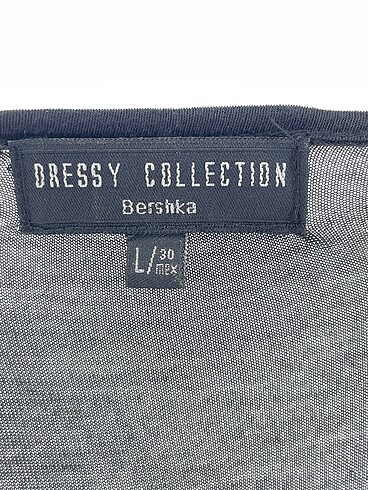 DRESSY COLLECTION
Bershka
L/30
mex